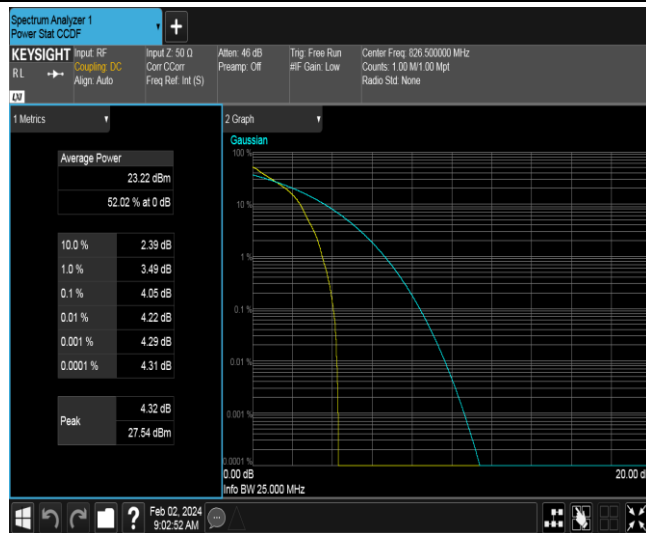 Spectrum Analyzer 1
Power Stat CCDF
KEYSIGHT Input: RF Input Z: 50 Ω Atten: 46 dB Trig: Free Run Center Freq: 826.500000 MHz
RL Coupling: DC Corr CCorr Preamp: Off #IF Gain: Low Counts: 1.00 M/1.00 Mpt
Align: Auto Freq Ref: Int (S) Radio Std: None
1 Metrics
Average Power
23.22 dBm
52.02 % at 0 dB
10.0 % 2.39 dB
1.0 % 3.49 dB
0.1 % 4.05 dB
0.01 % 4.22 dB
0.001 % 4.29 dB
0.0001 % 4.31 dB
Peak
4.32 dB
27.54 dBm
2 Graph
Gaussian
100 %
10 %
1 %
0.1 %
0.01 %
0.001 %
0.0001 %
0.00 dB 20.00 d
Info BW 25.000 MHz
? Feb 02, 2024
9:02:52 AM